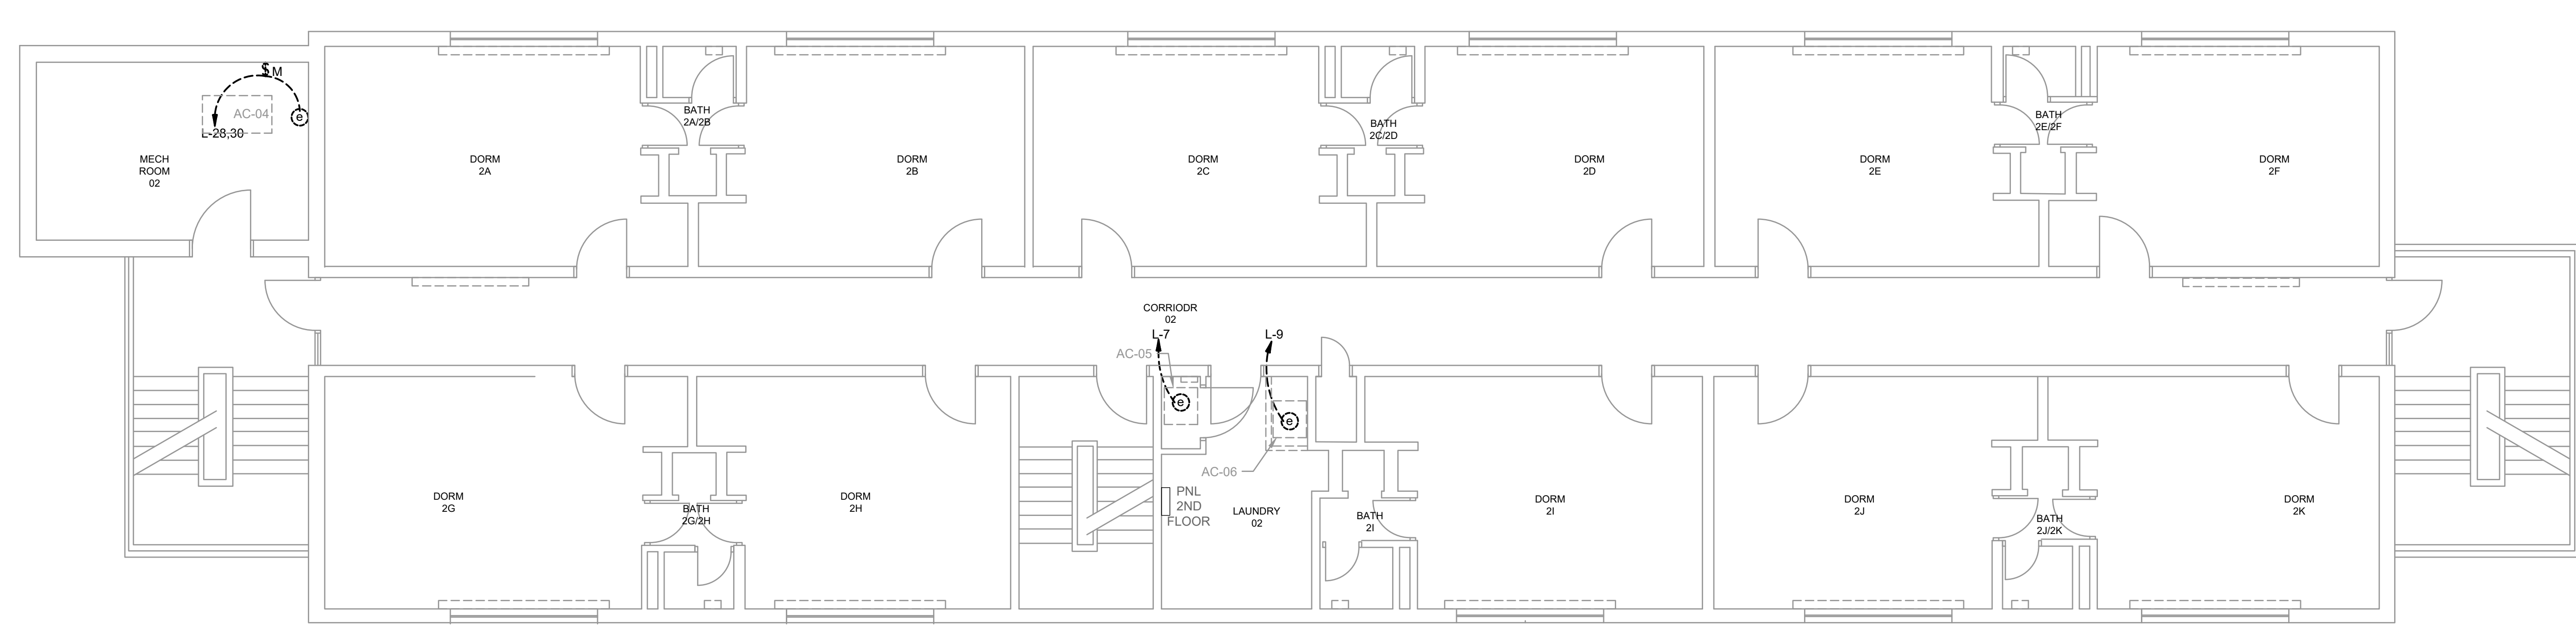 $ M
AC-04
e
L-28,30
MECH
ROOM
02
DORM
2A
BATH
2A/2B
DORM
2B
DORM
2C
BATH
2C/2D
DORM
2D
DORM
2E
BATH
2E/2F
DORM
2F
CORRIODR
02
L-7
L-9
AC-05
e
e
AC-06
DORM
2G
BATH
2G/2H
DORM
2H
PNL
2ND
FLOOR
LAUNDRY
02
BATH
2I
DORM
2I
DORM
2J
BATH
2J/2K
DORM
2K